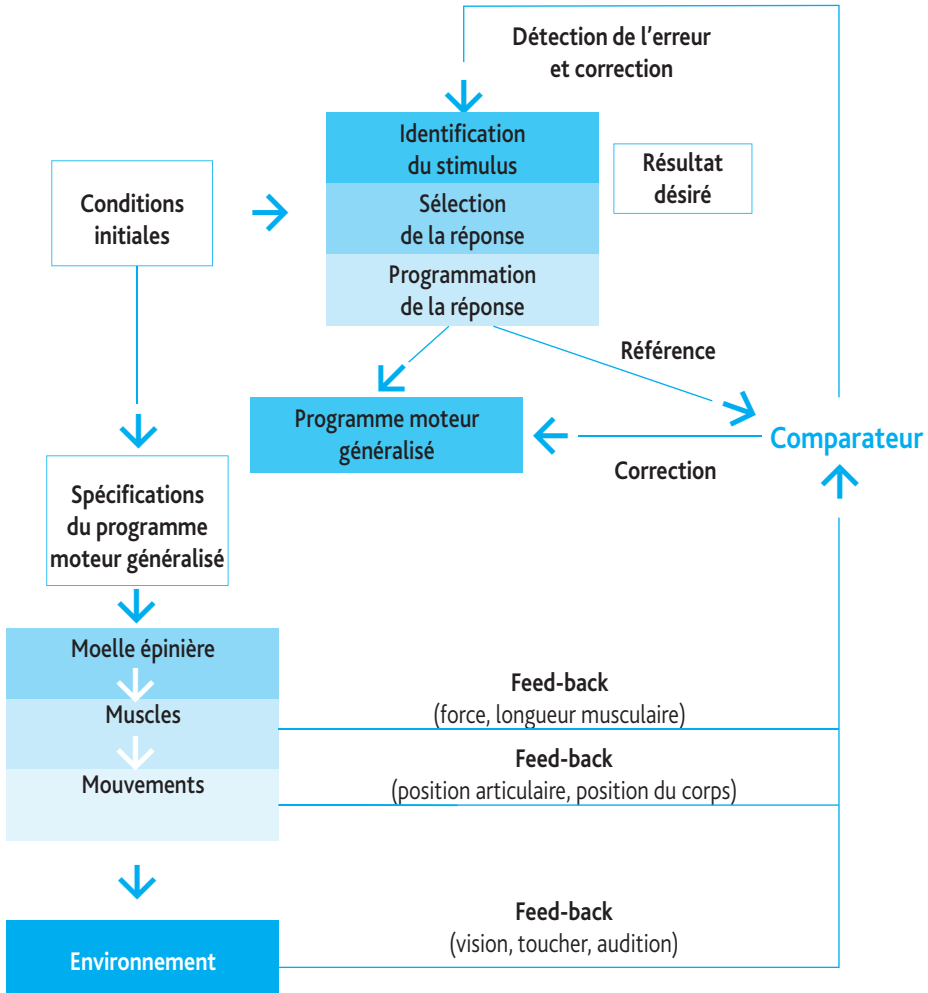 Détection de l’erreur
et correction
Identification
du stimulus
Résultat
désiré
Conditions
initiales
Sélection
de la réponse
Programmation
de la réponse
Référence
Programme moteur
généralisé
Comparateur
Correction
Spécifications
du programme
moteur généralisé
Moelle épinière
Muscles
Mouvements
Feed-back
(force, longueur musculaire)
Feed-back
(position articulaire, position du corps)
Feed-back
(vision, toucher, audition)
Environnement